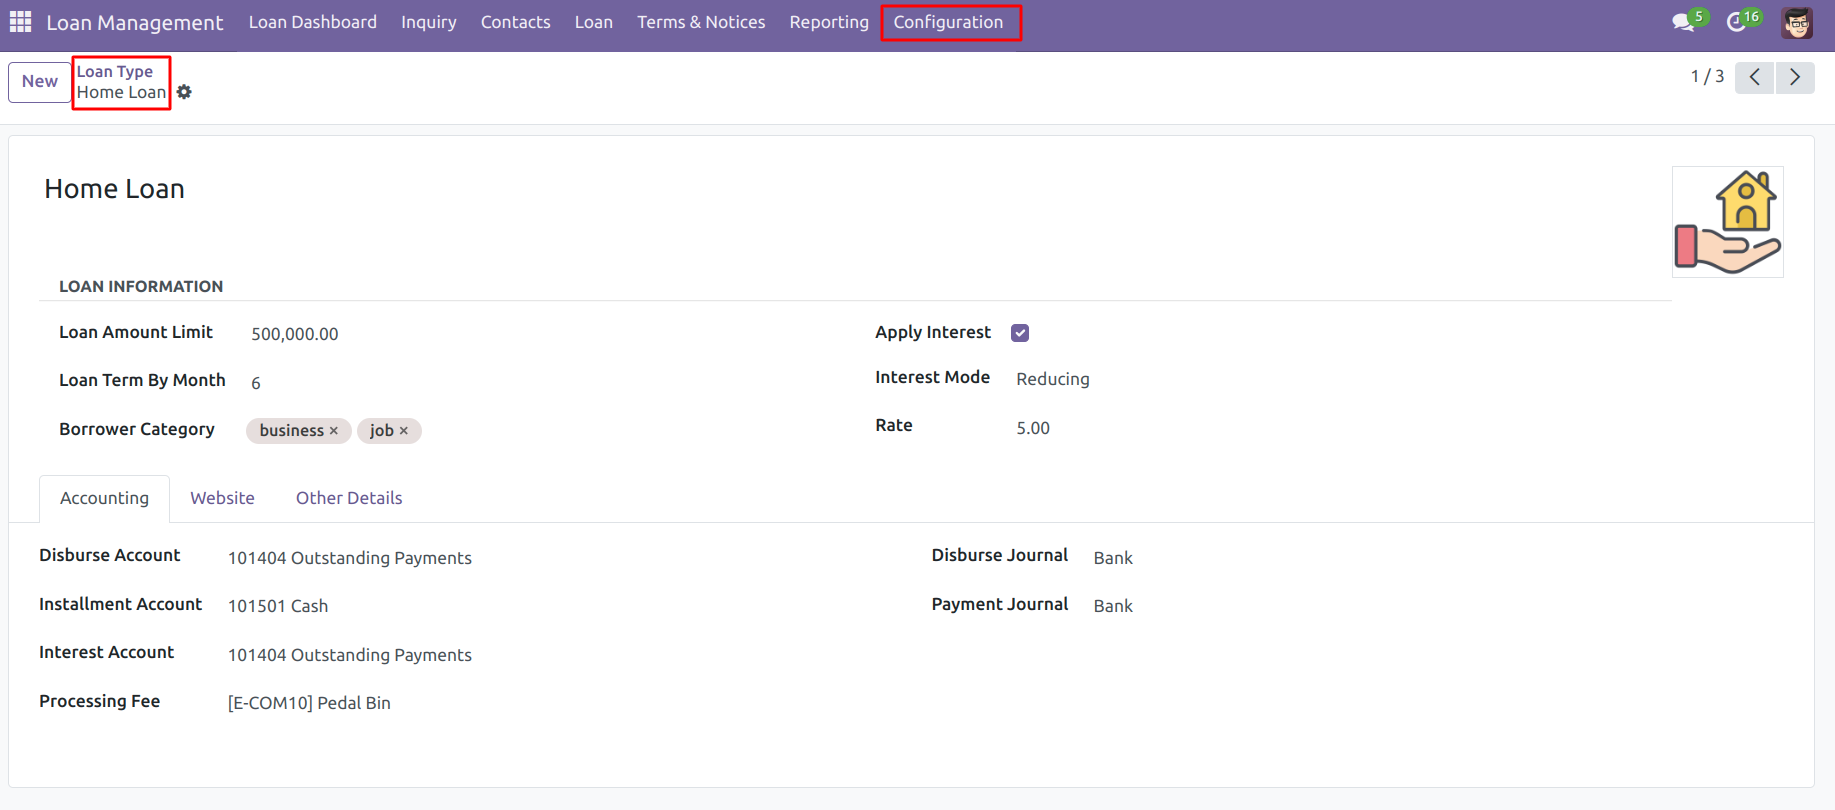 Loan Management Loan Dashboard Inquiry Contacts Loan Terms & Notices Reporting Configuration 5 16
New Loan Type 1 / 3
Home Loan
Home Loan
LOAN INFORMATION
Loan Amount Limit 500,000.00 Apply Interest
Loan Term By Month 6 Interest Mode Reducing
Borrower Category business × job × Rate 5.00
Accounting Website Other Details
Disburse Account 101404 Outstanding Payments Disburse Journal Bank
Installment Account 101501 Cash Payment Journal Bank
Interest Account 101404 Outstanding Payments
Processing Fee [E-COM10] Pedal Bin